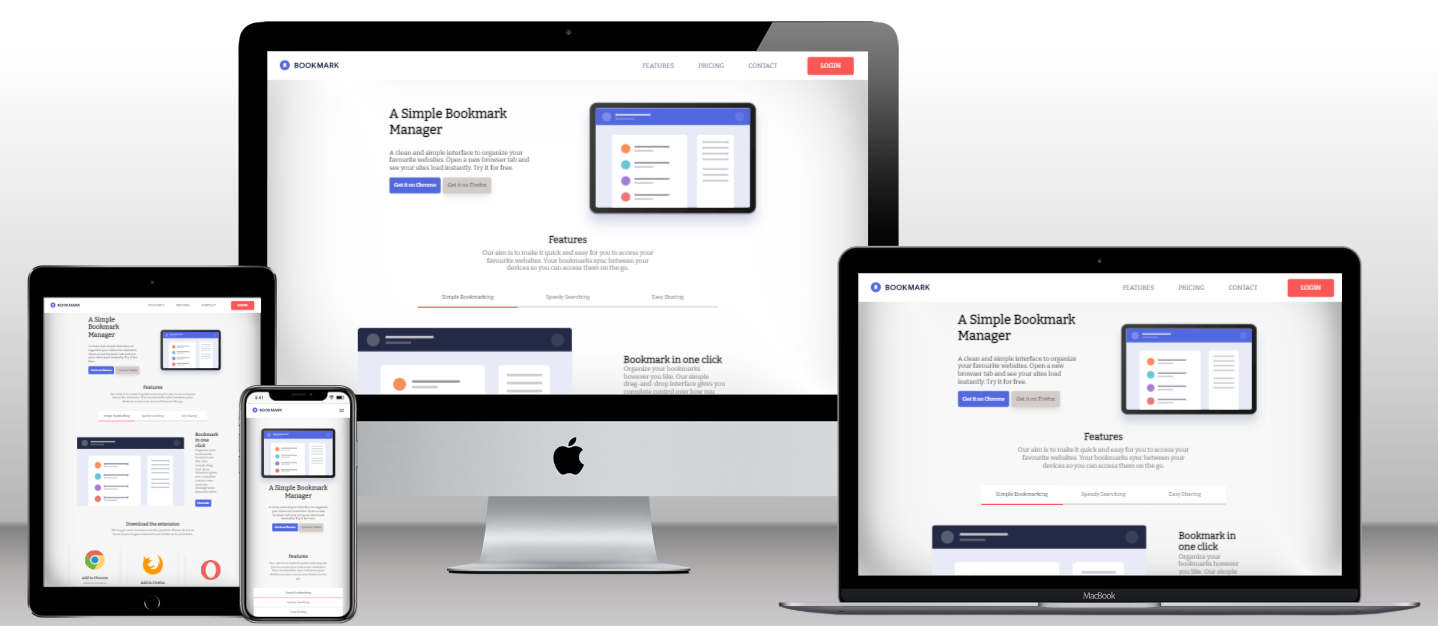 BOOKMARK
FEATURES PRICING CONTACT LOGIN
A Simple Bookmark
Manager
A clean and simple interface to organize your
favourite websites. Open a new browser tab and
see your sites load instantly. Try it for free.
Get it on Chrome Get it on Firefox
Features
Our aim is to make it quick and easy for you to access your
favourite websites. Your bookmarks sync between your
devices so you can access them on the go.
Simple Bookmarking Speedy Searching Easy Sharing
Bookmark in one click
Organize your bookmarks
however you like. Our simple
drag-and-drop interface gives you
complete control over how you
BOOKMARK
FEATURES PRICING CONTACT LOGIN
A Simple
Bookmark
Manager
Features
Simple Bookmarking Speedy Searching Easy Sharing
Bookmark
in one
click
Download the extension
Add to Chrome
Add to Firefox
9:41
BOOKMARK
A Simple Bookmark
Manager
Features
Simple Bookmarking
Speedy Searching
Easy Sharing
BOOKMARK
FEATURES PRICING CONTACT LOGIN
A Simple Bookmark
Manager
A clean and simple interface to organize
your favourite websites. Open a new
browser tab and see your sites load
instantly. Try it for free.
Get it on Chrome Get it on Firefox
Features
Our aim is to make it quick and easy for you to access your
favourite websites. Your bookmarks sync between your
devices so you can access them on the go.
Simple Bookmarking Speedy Searching Easy Sharing
Bookmark in
one click
Organize your
bookmarks however
you like. Our simple
MacBook